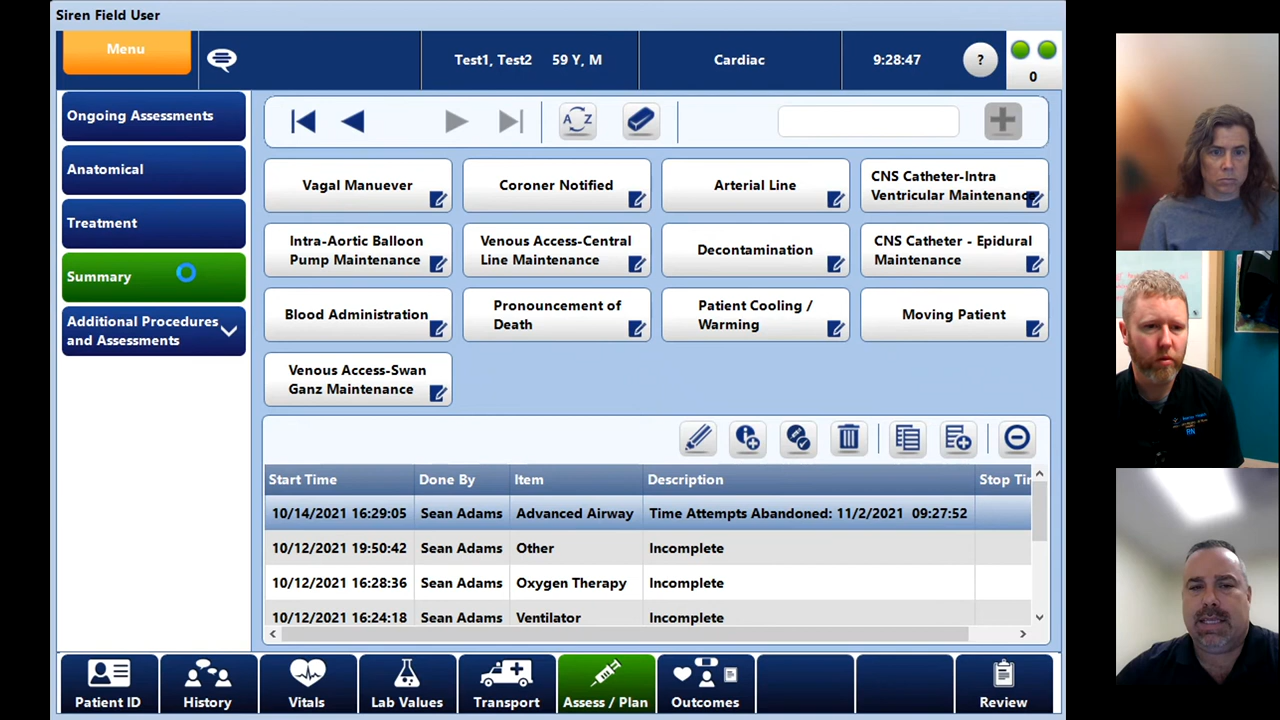 Siren Field User
Menu
Test1, Test2 59 Y, M
Cardiac
9:28:47
?
0
Ongoing Assessments
Anatomical
Treatment
Summary
Additional Procedures
and Assessments
A Z
Vagal Manuever
Coroner Notified
Arterial Line
CNS Catheter-Intra
Ventricular Maintenance
Intra-Aortic Balloon
Pump Maintenance
Venous Access-Central
Line Maintenance
Decontamination
CNS Catheter - Epidural
Maintenance
Blood Administration
Pronouncement of
Death
Patient Cooling /
Warming
Moving Patient
Venous Access-Swan
Ganz Maintenance
Start Time Done By Item Description Stop Tir
10/14/2021 16:29:05 Sean Adams Advanced Airway Time Attempts Abandoned: 11/2/2021 09:27:52
10/12/2021 19:50:42 Sean Adams Other Incomplete
10/12/2021 16:28:36 Sean Adams Oxygen Therapy Incomplete
10/12/2021 16:24:18 Sean Adams Ventilator Incomplete
Patient ID
History
Vitals
Lab Values
Transport
Assess / Plan
Outcomes
Review
RN